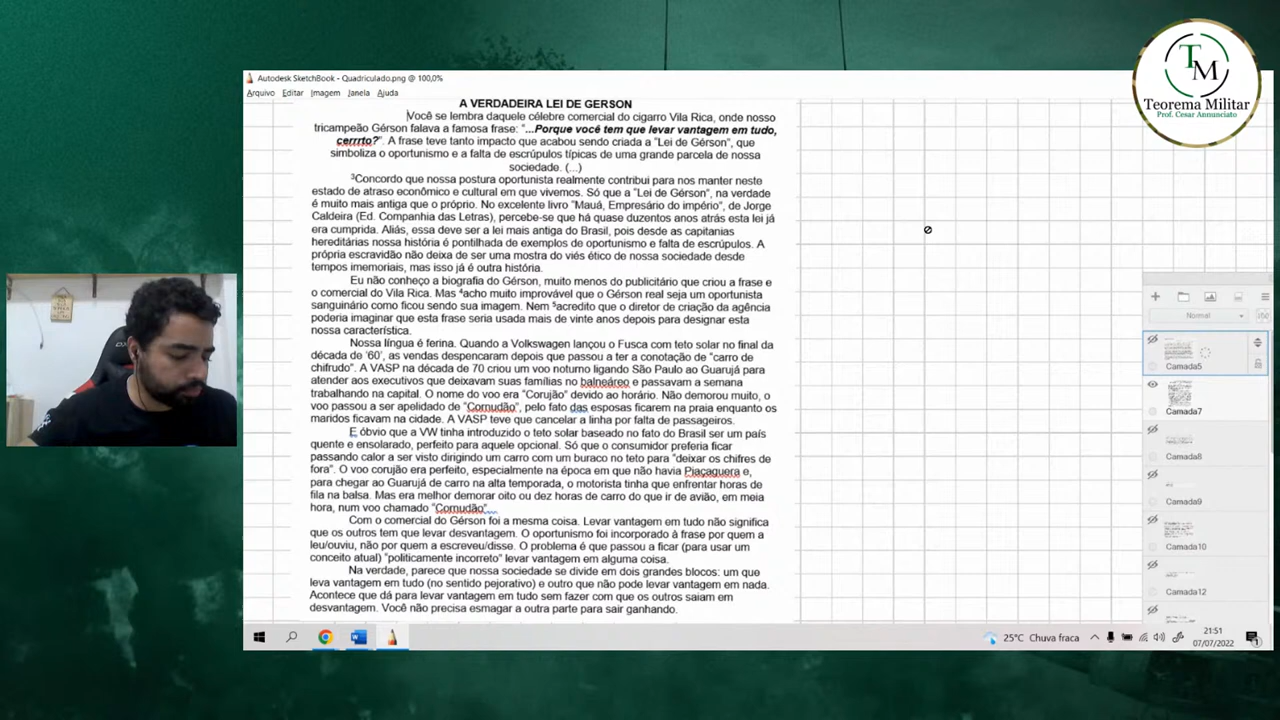 TM
Teorema Militar
Prof. Cesar Annunciato
Autodesk SketchBook - Quadriculado.png @ 100,0%
Arquivo Editar Imagem Janela Ajuda
A VERDADEIRA LEI DE GERSON
Você se lembra daquele célebre comercial do cigarro Vila Rica, onde nosso
tricampeão Gérson falava a famosa frase: "...Porque você tem que levar vantagem em tudo,
cerrrto?". A frase teve tanto impacto que acabou sendo criada a "Lei de Gérson", que
simboliza o oportunismo e a falta de escrúpulos típicas de uma grande parcela de nossa
sociedade. (...)
³Concordo que nossa postura oportunista realmente contribui para nos manter neste
estado de atraso econômico e cultural em que vivemos. Só que a "Lei de Gérson", na verdade
é muito mais antiga que o próprio. No excelente livro "Mauá, Empresário do império", de Jorge
Caldeira (Ed. Companhia das Letras), percebe-se que há quase duzentos anos atrás esta lei já
era cumprida. Aliás, essa deve ser a lei mais antiga do Brasil, pois desde as capitanias
hereditárias nossa história é pontilhada de exemplos de oportunismo e falta de escrúpulos. A
própria escravidão não deixa de ser uma mostra do viés ético de nossa sociedade desde
tempos imemoriais, mas isso já é outra história.
Eu não conheço a biografia do Gérson, muito menos do publicitário que criou a frase e
o comercial do Vila Rica. Mas ⁴acho muito improvável que o Gérson real seja um oportunista
sanguinário como ficou sendo sua imagem. Nem ⁵acredito que o diretor de criação da agência
poderia imaginar que esta frase seria usada mais de vinte anos depois para designar esta
nossa característica.
Nossa língua é ferina. Quando a Volkswagen lançou o Fusca com teto solar no final da
década de '60', as vendas despencaram depois que passou a ter a conotação de "carro de
chifrudo". A VASP na década de 70 criou um voo noturno ligando São Paulo ao Guarujá para
atender aos executivos que deixavam suas famílias no balneáreo e passavam a semana
trabalhando na capital. O nome do voo era "Corujão" devido ao horário. Não demorou muito, o
voo passou a ser apelidado de "Cornudão", pelo fato das esposas ficarem na praia enquanto os
maridos ficavam na cidade. A VASP teve que cancelar a linha por falta de passageiros.
E óbvio que a VW tinha introduzido o teto solar baseado no fato do Brasil ser um país
quente e ensolarado, perfeito para aquele opcional. Só que o consumidor preferia ficar
passando calor a ser visto dirigindo um carro com um buraco no teto para "deixar os chifres de
fora". O voo corujão era perfeito, especialmente na época em que não havia Piaçaguera e,
para chegar ao Guarujá de carro na alta temporada, o motorista tinha que enfrentar horas de
fila na balsa. Mas era melhor demorar oito ou dez horas de carro do que ir de avião, em meia
hora, num voo chamado "Cornudão"...
Com o comercial do Gérson foi a mesma coisa. Levar vantagem em tudo não significa
que os outros tem que levar desvantagem. O oportunismo foi incorporado à frase por quem a
leu/ouviu, não por quem a escreveu/disse. O problema é que passou a ficar (para usar um
conceito atual) "politicamente incorreto" levar vantagem em alguma coisa.
Na verdade, parece que nossa sociedade se divide em dois grandes blocos: um que
leva vantagem em tudo (no sentido pejorativo) e outro que não pode levar vantagem em nada.
Acontece que dá para levar vantagem em tudo sem fazer com que os outros saiam em
desvantagem. Você não precisa esmagar a outra parte para sair ganhando.
Normal
Camada5
Camada7
Camada8
Camada9
Camada10
Camada12
25°C Chuva fraca
21:51
07/07/2022